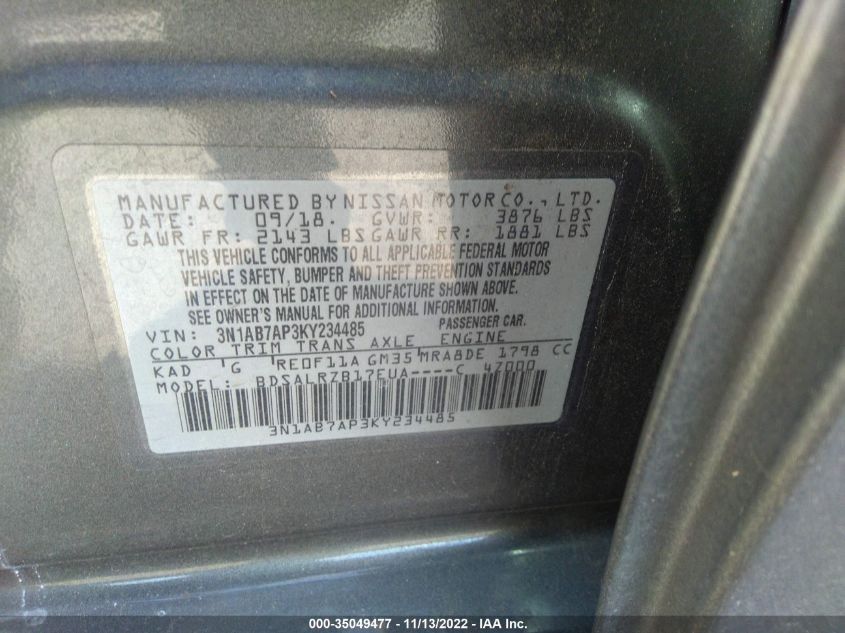 MANUFACTURED BY NISSAN MOTOR CO., LTD.
DATE: 09/18. GVWR: 3876 LBS
GAWR FR: 2143 LBS GAWR RR: 1881 LBS
THIS VEHICLE CONFORMS TO ALL APPLICABLE FEDERAL MOTOR
VEHICLE SAFETY, BUMPER AND THEFT PREVENTION STANDARDS
IN EFFECT ON THE DATE OF MANUFACTURE SHOWN ABOVE.
SEE OWNER'S MANUAL FOR ADDITIONAL INFORMATION.
VIN: 3N1AB7AP3KY234485 PASSENGER CAR.
COLOR TRIM TRANS AXLE ENGINE
KAD G RE0F11A GM35 MRA8DE 1798 CC
MODEL: BDSALRZB17EUA----C 47000
3N1AB7AP3KY234485
000-35049477 - 11/13/2022 - IAA Inc.